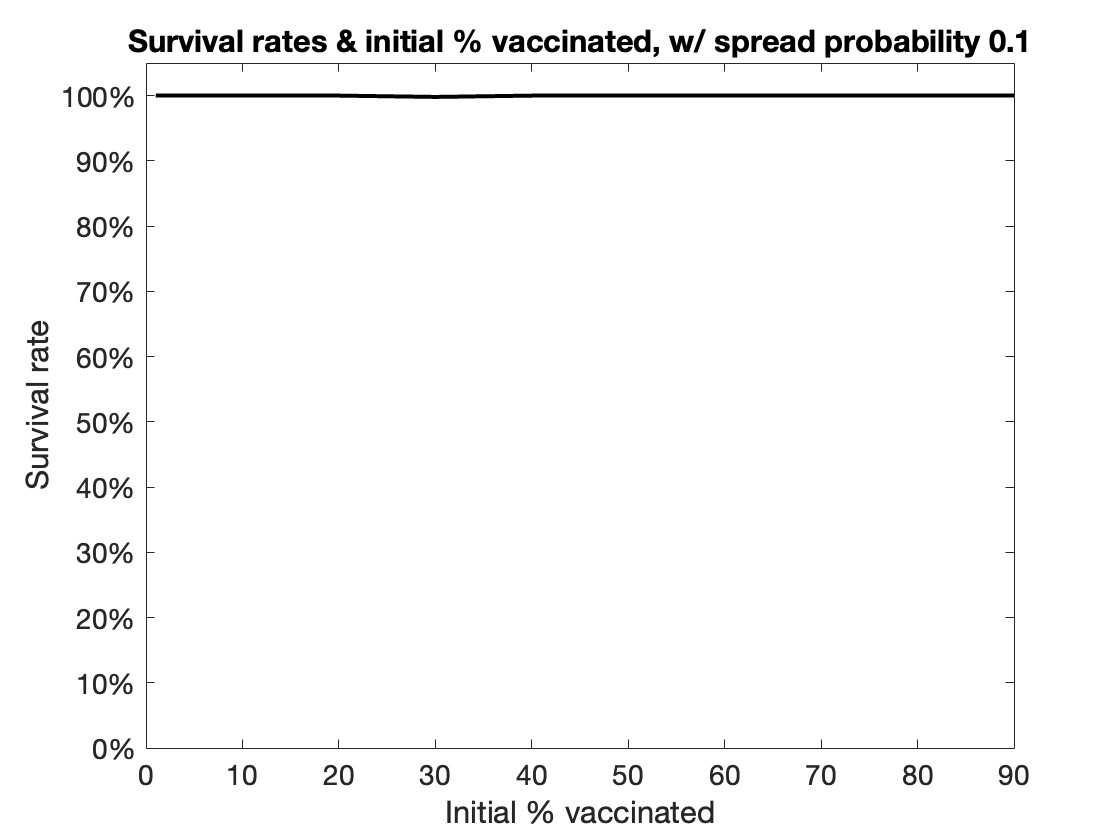 Survival rates & initial % vaccinated, w/ spread probability 0.1
100%
90%
80%
70%
60%
50%
40%
30%
20%
10%
0%
Survival rate
0 10 20 30 40 50 60 70 80 90
Initial % vaccinated